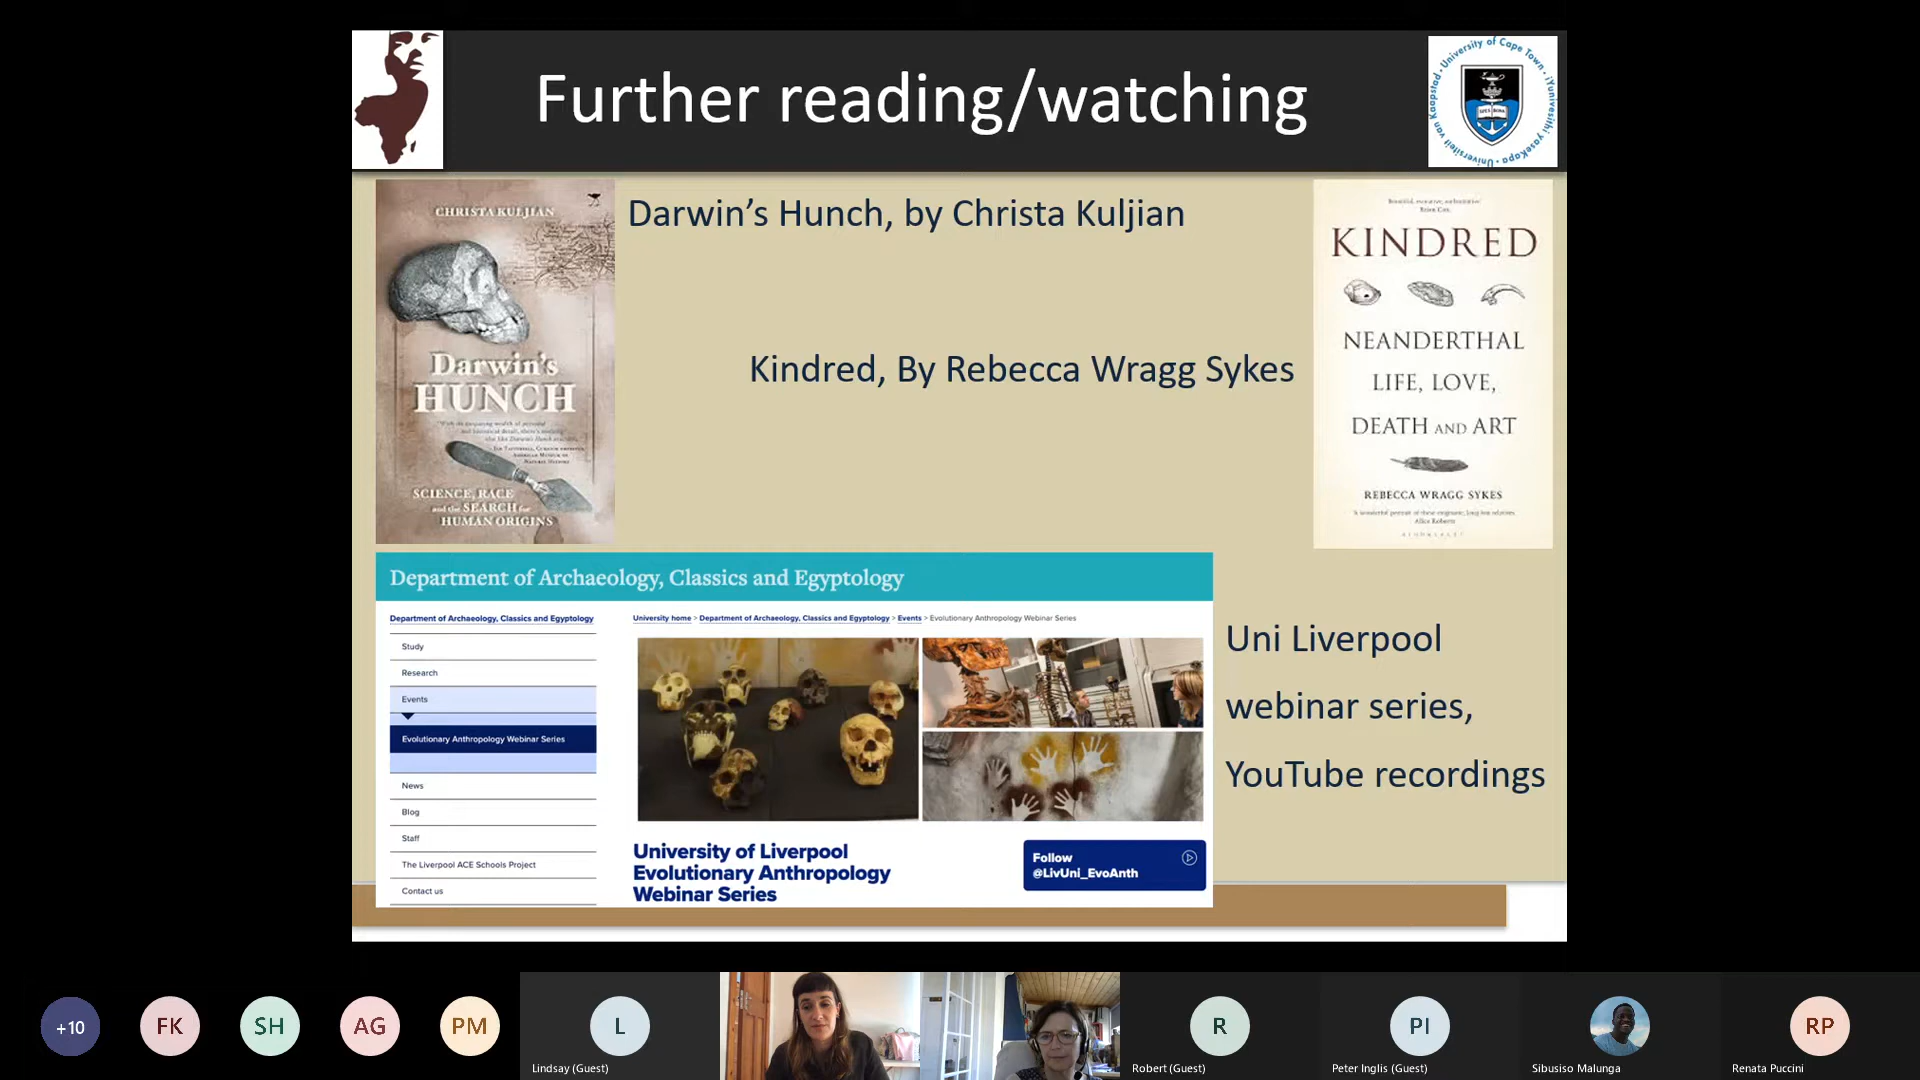 Further reading/watching
University of Cape Town • iYunivesithi yaseKapa • Universiteit van Kaapstad •
CHRISTA KULJIAN
Darwin's
HUNCH
SCIENCE, RACE
and the SEARCH for
HUMAN ORIGINS
Darwin's Hunch, by Christa Kuljian
Kindred, By Rebecca Wragg Sykes
KINDRED
NEANDERTHAL
LIFE, LOVE,
DEATH AND ART
REBECCA WRAGG SYKES
BLOOMSBURY
Department of Archaeology, Classics and Egyptology
Department of Archaeology, Classics and Egyptology
Study
Research
Events
Evolutionary Anthropology Webinar Series
News
Blog
Staff
The Liverpool ACE Schools Project
Contact us
University home > Department of Archaeology, Classics and Egyptology > Events > Evolutionary Anthropology Webinar Series
University of Liverpool
Evolutionary Anthropology
Webinar Series
Follow
@LivUni_EvoAnth
Uni Liverpool
webinar series,
YouTube recordings
+10
FK
SH
AG
PM
L
Lindsay (Guest)
R
Robert (Guest)
PI
Peter Inglis (Guest)
Sibusiso Malunga
RP
Renata Puccini